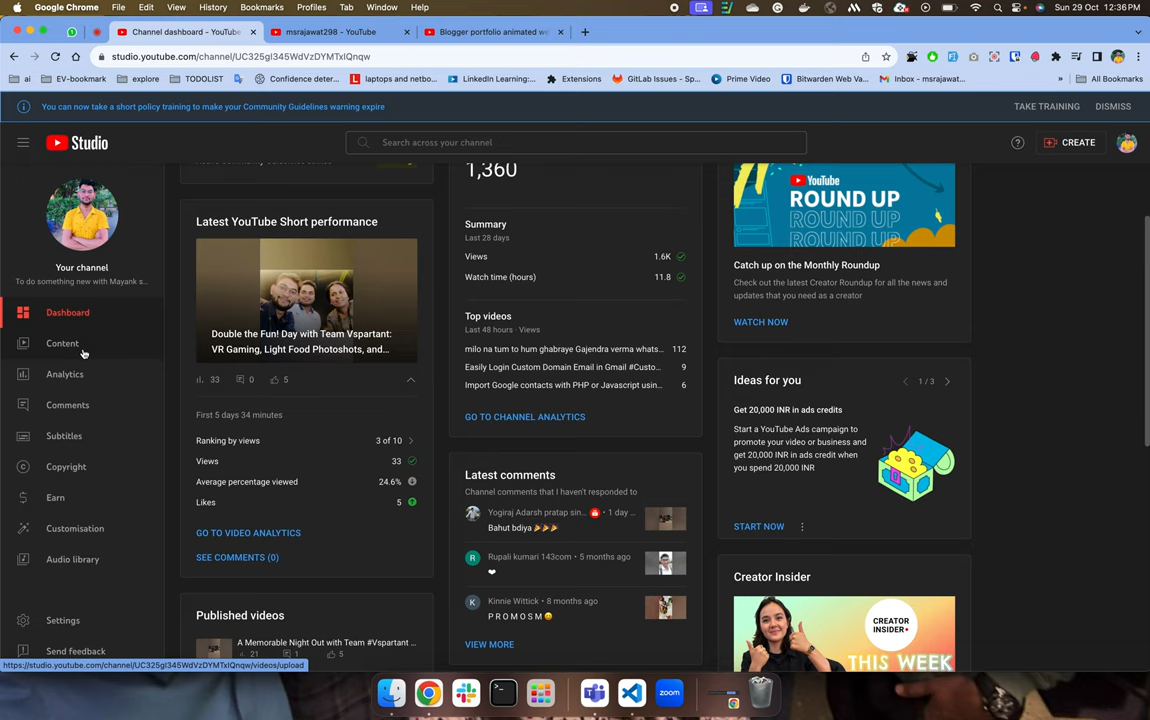 Google Chrome File Edit View History Bookmarks Profiles Tab Window Help
Sun 29 Oct 12:36 PM
Channel dashboard - YouTube
msrajawat298 - YouTube
Blogger portfolio animated we
studio.youtube.com/channel/UC325gl345WdVzDYMTxlQnqw
ai
EV-bookmark
explore
TODOLIST
Confidence deter...
laptops and netbo...
LinkedIn Learning:...
Extensions
GitLab Issues - Sp...
Prime Video
Bitwarden Web Va...
Inbox - msrajawat...
»
All Bookmarks
You can now take a short policy training to make your Community Guidelines warning expire
TAKE TRAINING
DISMISS
Studio
Search across your channel
CREATE
Your channel
To do something new with Mayank s...
Dashboard
Content
Analytics
Comments
Subtitles
Copyright
Earn
Customisation
Audio library
Settings
Send feedback
Latest YouTube Short performance
Double the Fun! Day with Team Vspartant:
VR Gaming, Light Food Photoshots, and...
33
0
5
First 5 days 34 minutes
Ranking by views
3 of 10
Views
33
Average percentage viewed
24.6%
Likes
5
GO TO VIDEO ANALYTICS
SEE COMMENTS (0)
Published videos
A Memorable Night Out with Team #Vspartant ...
21
1
5
1,360
Summary
Last 28 days
Views
1.6K
Watch time (hours)
11.8
Top videos
Last 48 hours · Views
milo na tum to hum ghabraye Gajendra verma whats...
112
Easily Login Custom Domain Email in Gmail #Custo...
9
Import Google contacts with PHP or Javascript usin...
6
GO TO CHANNEL ANALYTICS
Latest comments
Channel comments that I haven't responded to
Yogiraj Adarsh pratap sin... • 1 day ...
Bahut bdiya 🎉🎉🎉
R
Rupali kumari 143com • 5 months ago
❤
K
Kinnie Wittick • 8 months ago
P R O M O S M 😀
VIEW MORE
YouTube
ROUND UP
ROUND UP
ROUND UP
Catch up on the Monthly Roundup
Check out the latest Creator Roundup for all the news and
updates that you need as a creator
VIEW NOW
Ideas for you
1 / 3
Get 20,000 INR in ads credits
Start a YouTube Ads campaign to
promote your video or business and
get 20,000 INR in ads credit when
you spend 20,000 INR
START NOW
Creator Insider
CREATOR
INSIDER
THIS WEEK
https://studio.youtube.com/channel/UC325gl345WdVzDYMTxlQnqw/videos/upload
zoom